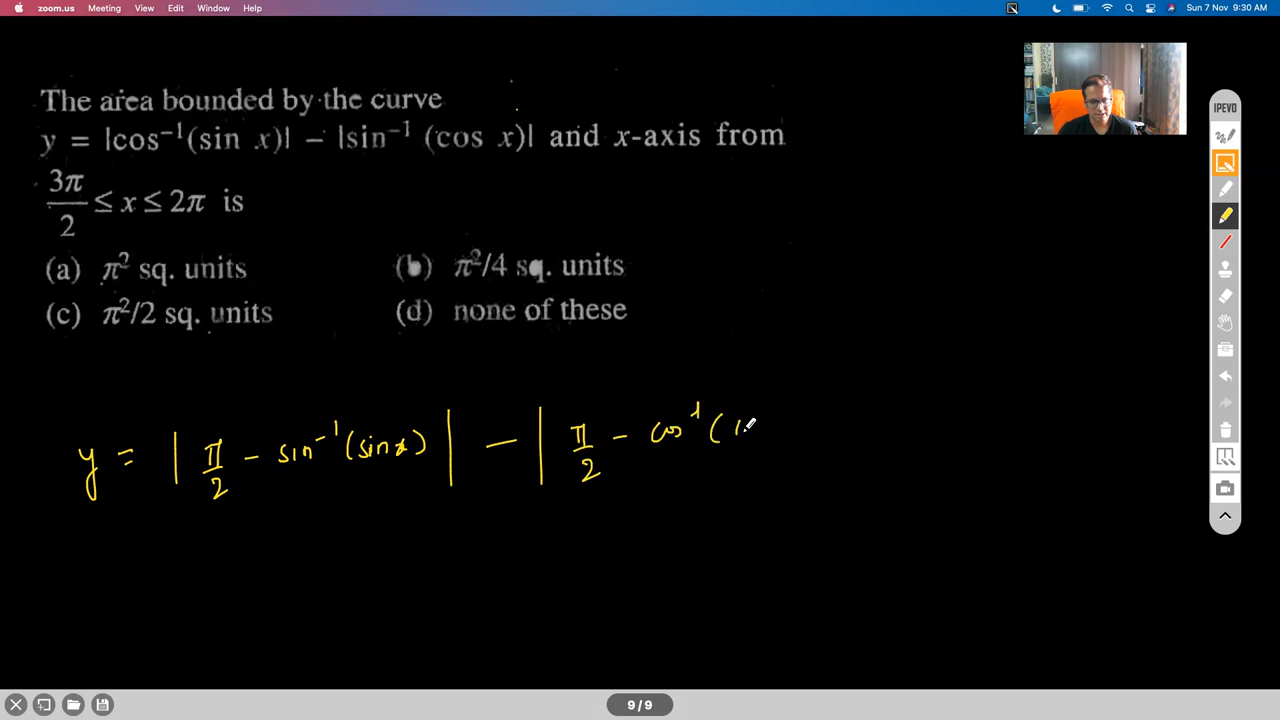 zoom.us Meeting View Edit Window Help Sun 7 Nov 9:30 AM
The area bounded by the curve
y = |cos⁻¹(sin x)| − |sin⁻¹ (cos x)| and x-axis from
3π/2 ≤ x ≤ 2π is
(a) π² sq. units (b) π²/4 sq. units
(c) π²/2 sq. units (d) none of these
y = | π/2 − sin⁻¹(sin x) | − | π/2 − cos⁻¹(
IPEVO
9 / 9